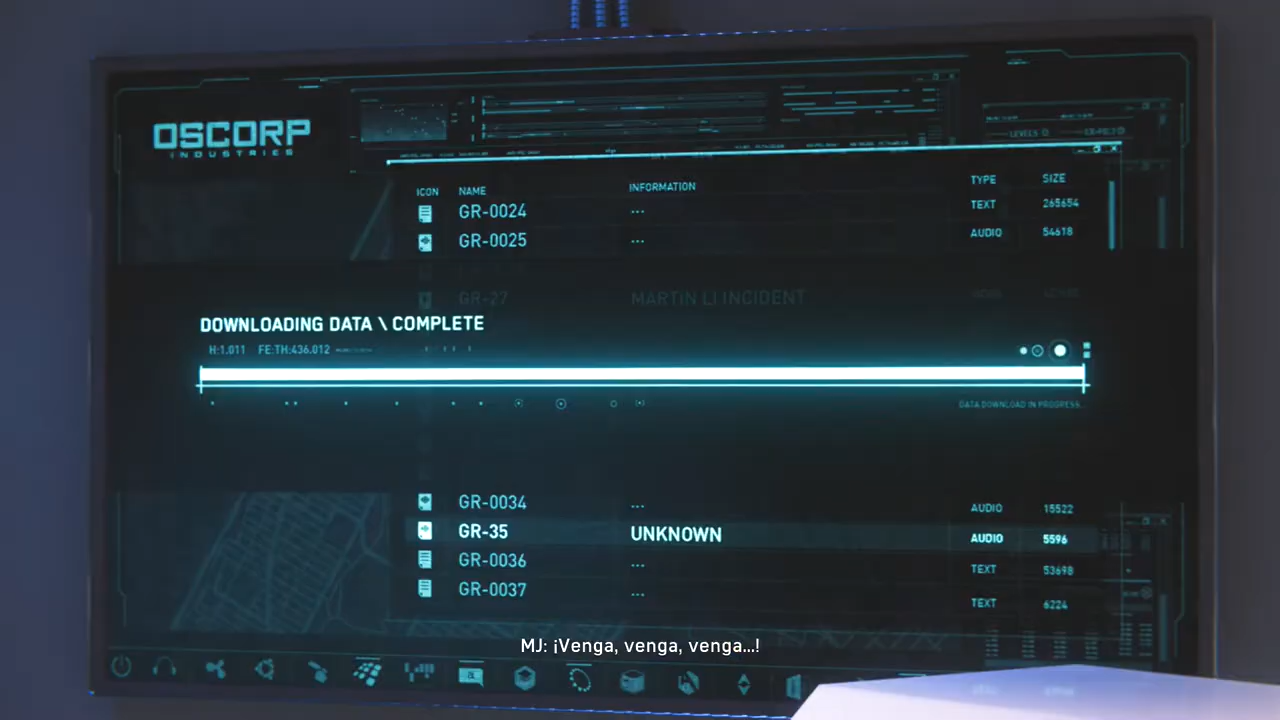 OSCORP
INDUSTRIES
LEVELS
ICON NAME INFORMATION TYPE SIZE
GR-0024 ... TEXT 265654
GR-0025 ... AUDIO 54618
GR-27 MARTIN LI INCIDENT
DOWNLOADING DATA \ COMPLETE
H:1.011 FE:TH:436.012
DATA DOWNLOAD IN PROGRESS...
GR-0034 ... AUDIO 15522
GR-35 UNKNOWN AUDIO 5596
GR-0036 ... TEXT 53698
GR-0037 ... TEXT 6224
MJ: ¡Venga, venga, venga...!